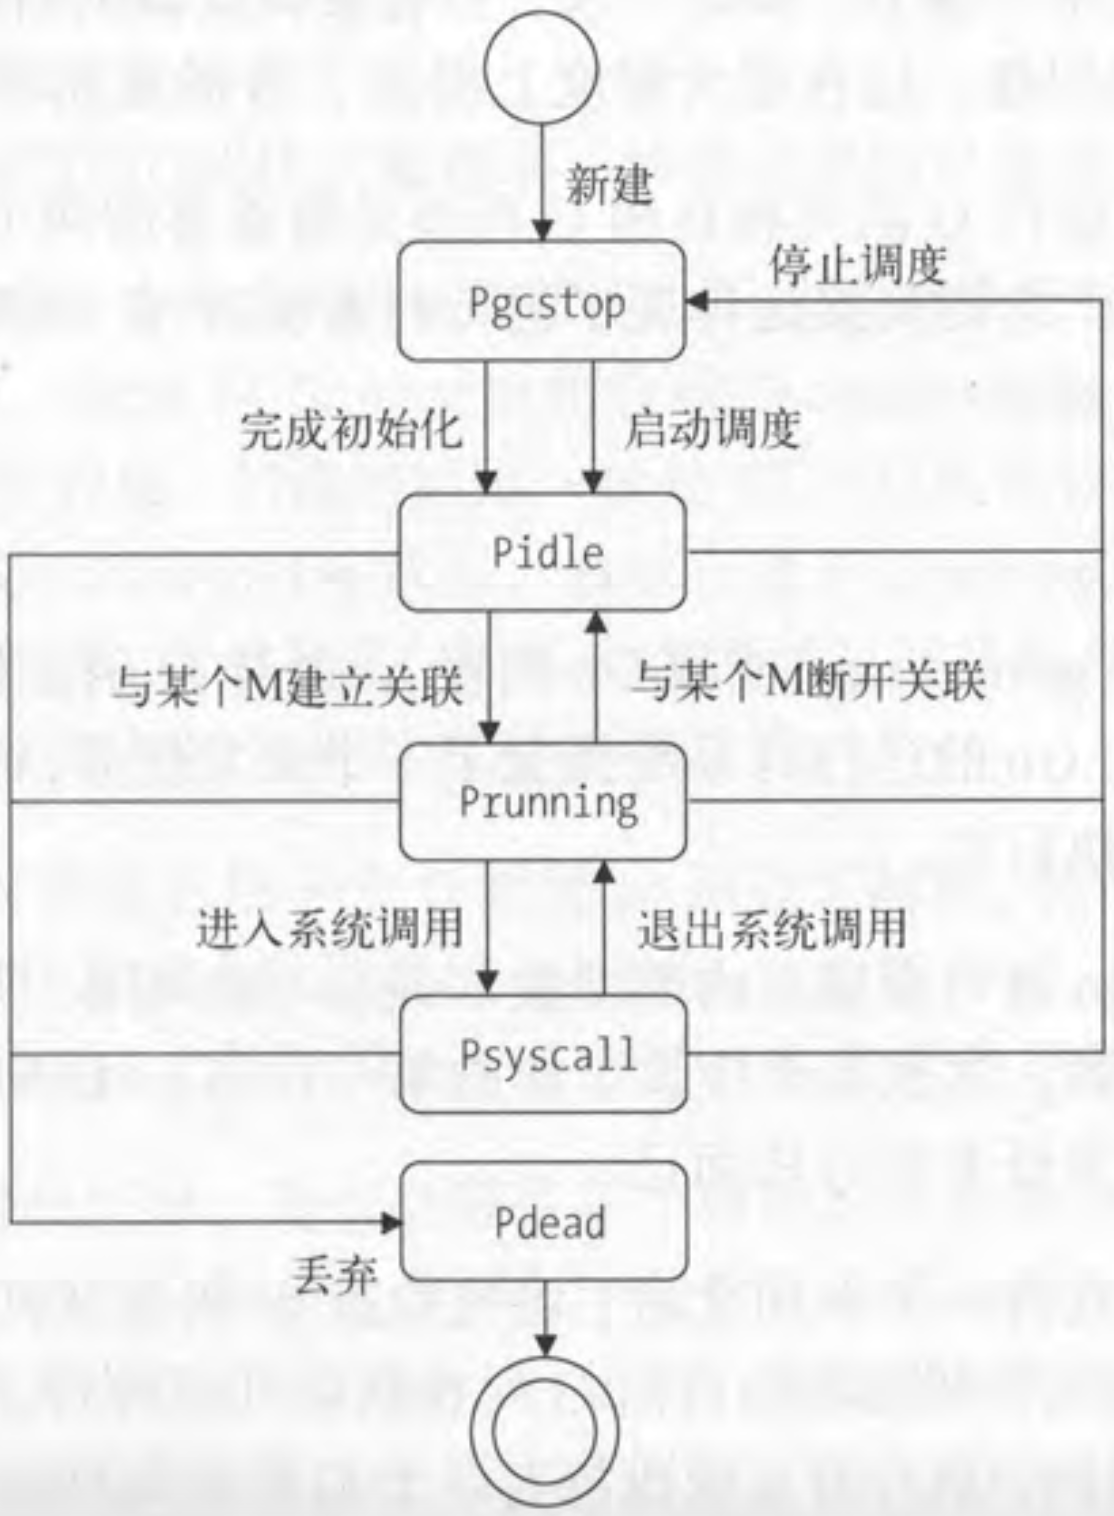 新建
停止调度
Pgcstop
完成初始化
启动调度
Pidle
与某个M建立关联
与某个M断开关联
Prunning
进入系统调用
退出系统调用
Psyscall
Pdead
丢弃